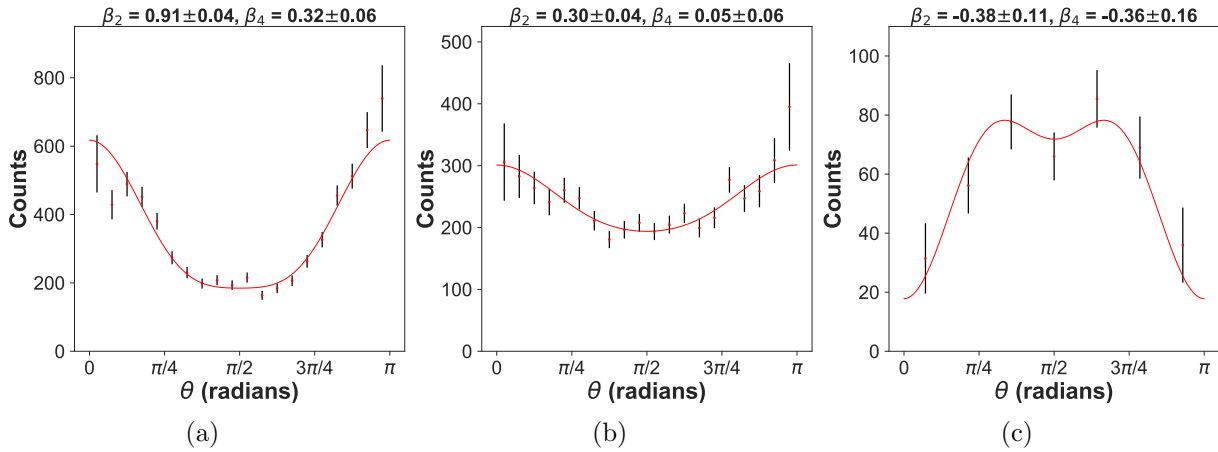 β₂ = 0.91±0.04, β₄ = 0.32±0.06
Counts
800
600
400
200
0
0 π/4 π/2 3π/4 π
θ (radians)
(a)
β₂ = 0.30±0.04, β₄ = 0.05±0.06
Counts
500
400
300
200
100
0
0 π/4 π/2 3π/4 π
θ (radians)
(b)
β₂ = -0.38±0.11, β₄ = -0.36±0.16
Counts
100
80
60
40
20
0
0 π/4 π/2 3π/4 π
θ (radians)
(c)